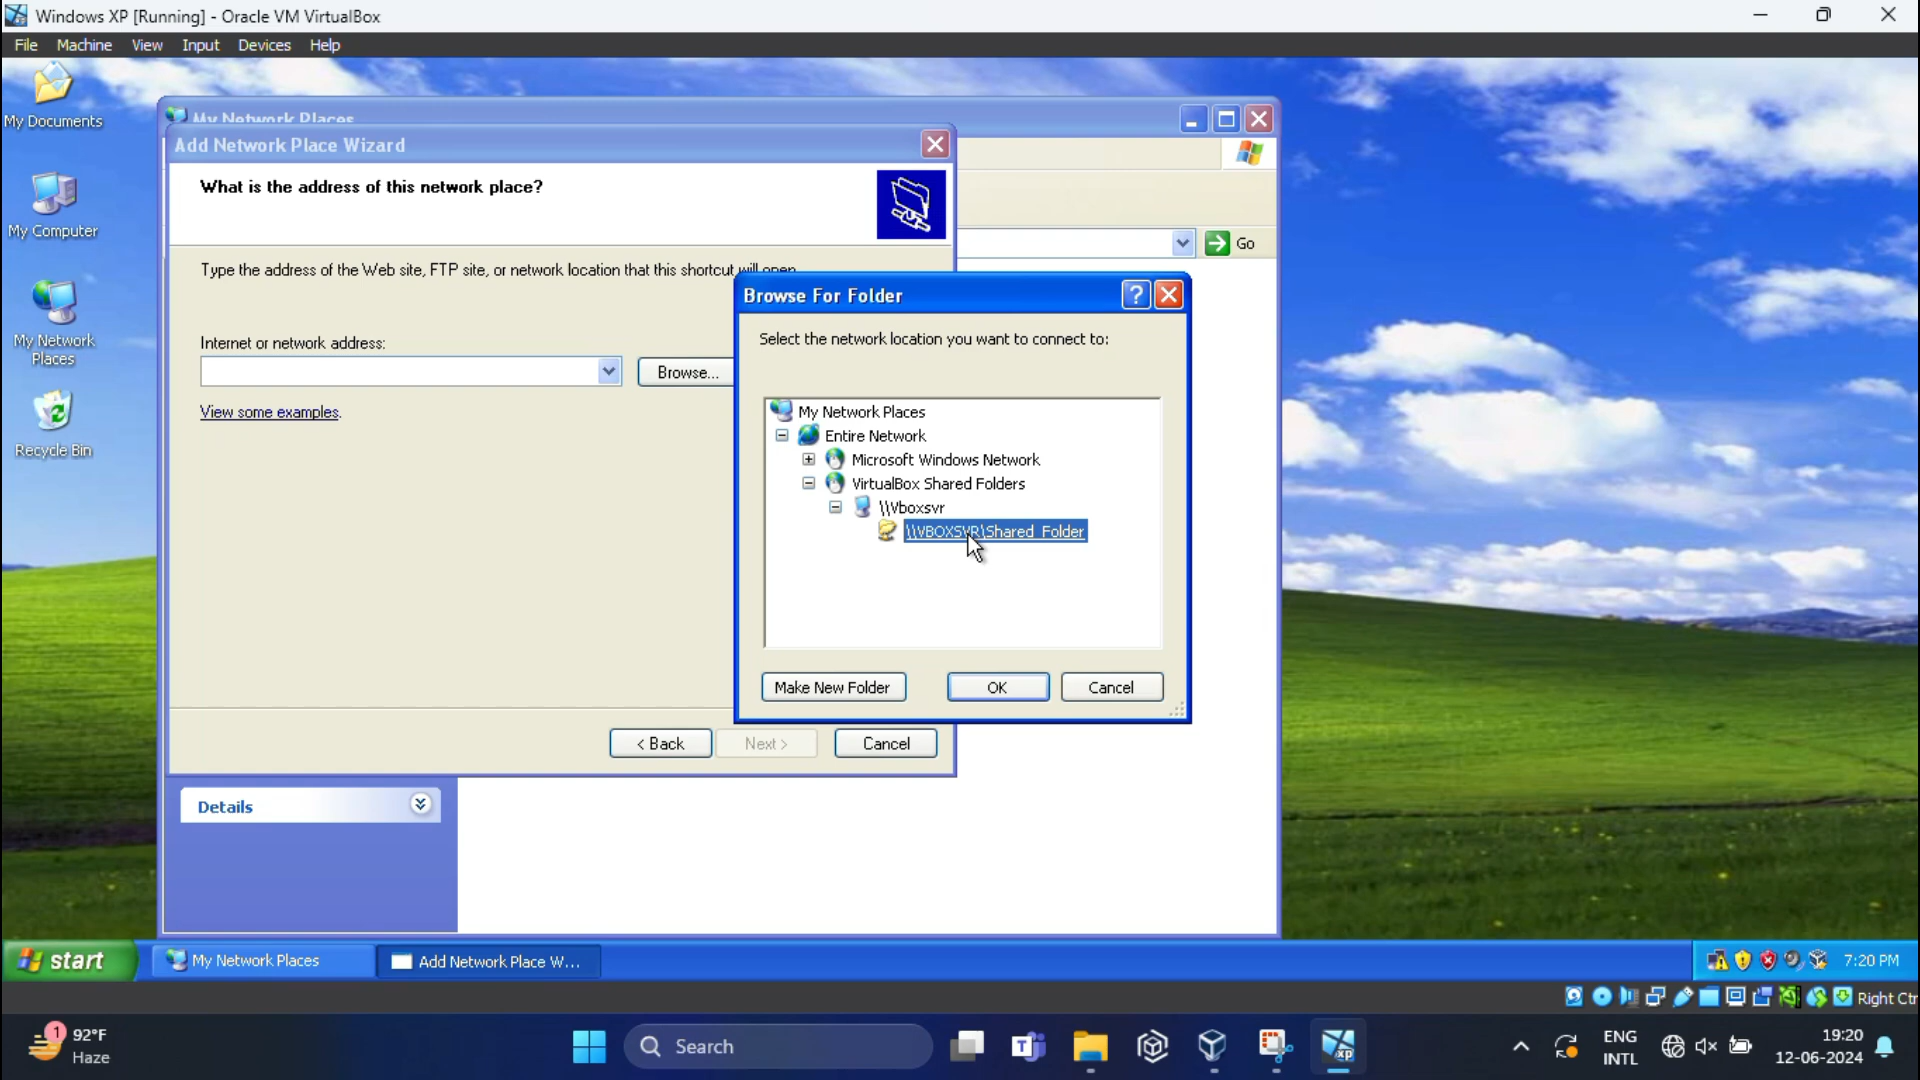 Windows XP [Running] - Oracle VM VirtualBox
File Machine View Input Devices Help
My Documents
My Computer
My Network
Places
Recycle Bin
My Network Places
Add Network Place Wizard
What is the address of this network place?
Type the address of the Web site, FTP site, or network location that this shortcut will open.
Internet or network address:
Browse...
View some examples.
Go
Browse For Folder
Select the network location you want to connect to:
My Network Places
Entire Network
Microsoft Windows Network
VirtualBox Shared Folders
\\Vboxsvr
\\VBOXSVR\Shared_Folder
Make New Folder OK Cancel
< Back Next > Cancel
Details
start My Network Places Add Network Place W... 7:20 PM
Right Ctr
1 92°F
Haze
Search
xp
ENG
INTL
19:20
12-06-2024